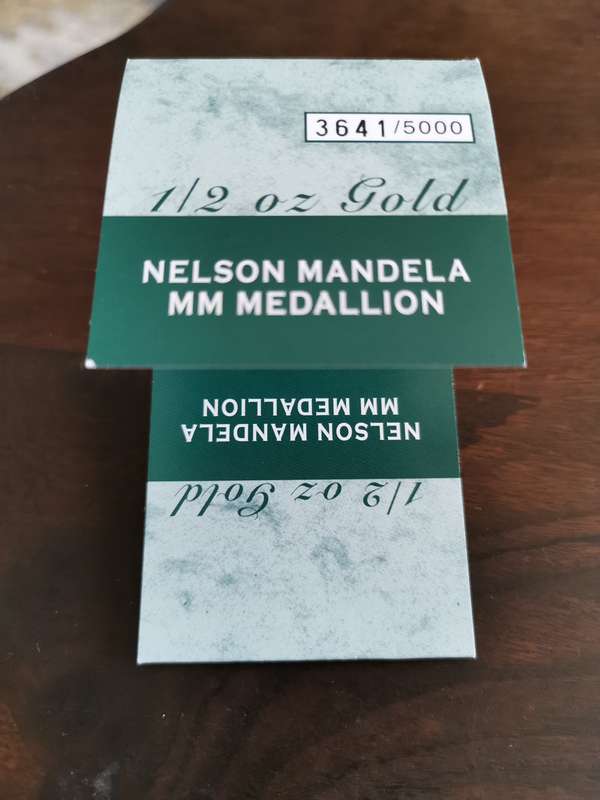 3641/5000
1/2 oz Gold
NELSON MANDELA
MM MEDALLION
NELSON MANDELA
MM MEDALLION
1/2 oz Gold